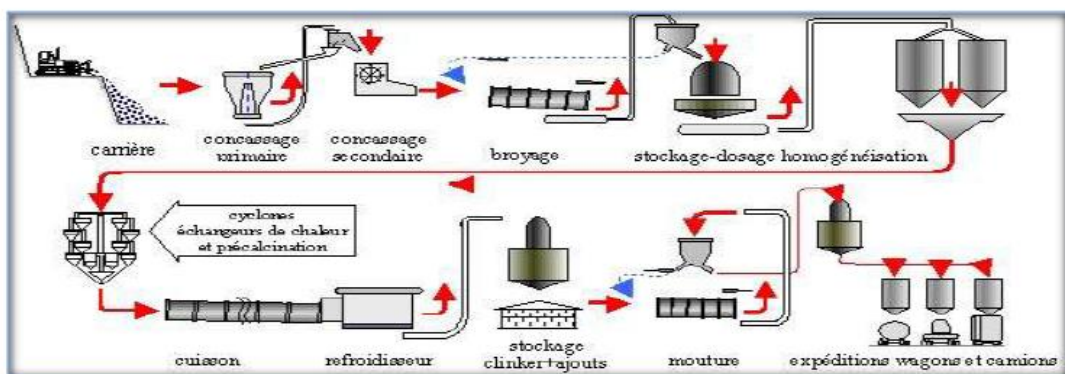 carrière
concassage
primaire
concassage
secondaire
broyage
stockage-dosage homogénéisation
cyclones
échangeurs de chaleur
et précalcination
cuisson
refroidisseur
stockage
clinker+ajouts
mouture
expéditions wagons et camions